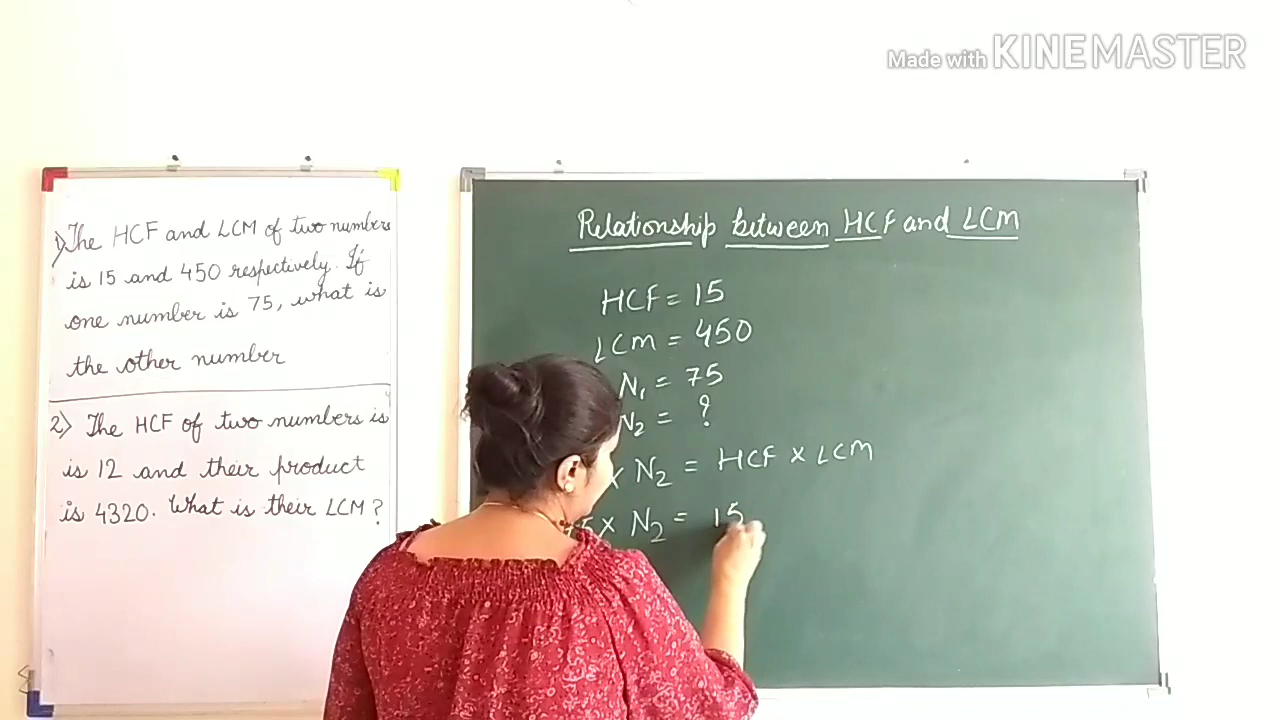 Made with KINEMASTER
1) The HCF and LCM of two numbers
is 15 and 450 respectively. If
one number is 75, what is
the other number
2) The HCF of two numbers is
is 12 and their product
is 4320. What is their LCM?
Relationship between HCF and LCM
HCF = 15
LCM = 450
N₁ = 75
N₂ = ?
× N₂ = HCF × LCM
75 × N₂ = 15